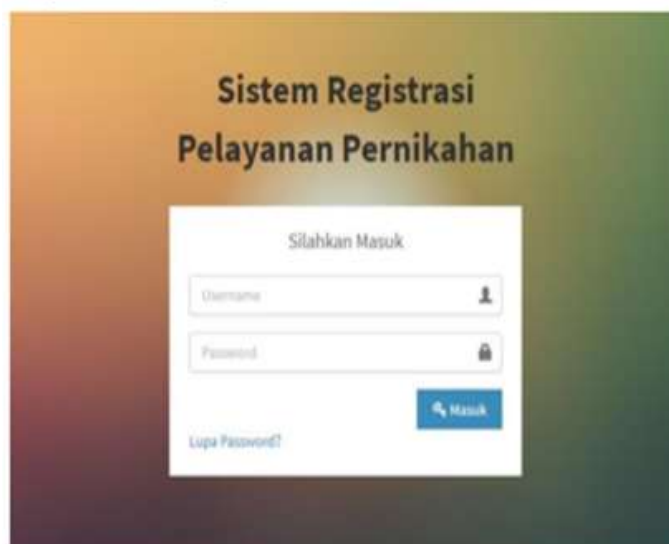 Sistem Registrasi
Pelayanan Pernikahan
Silahkan Masuk
Username
Password
Masuk
Lupa Password?